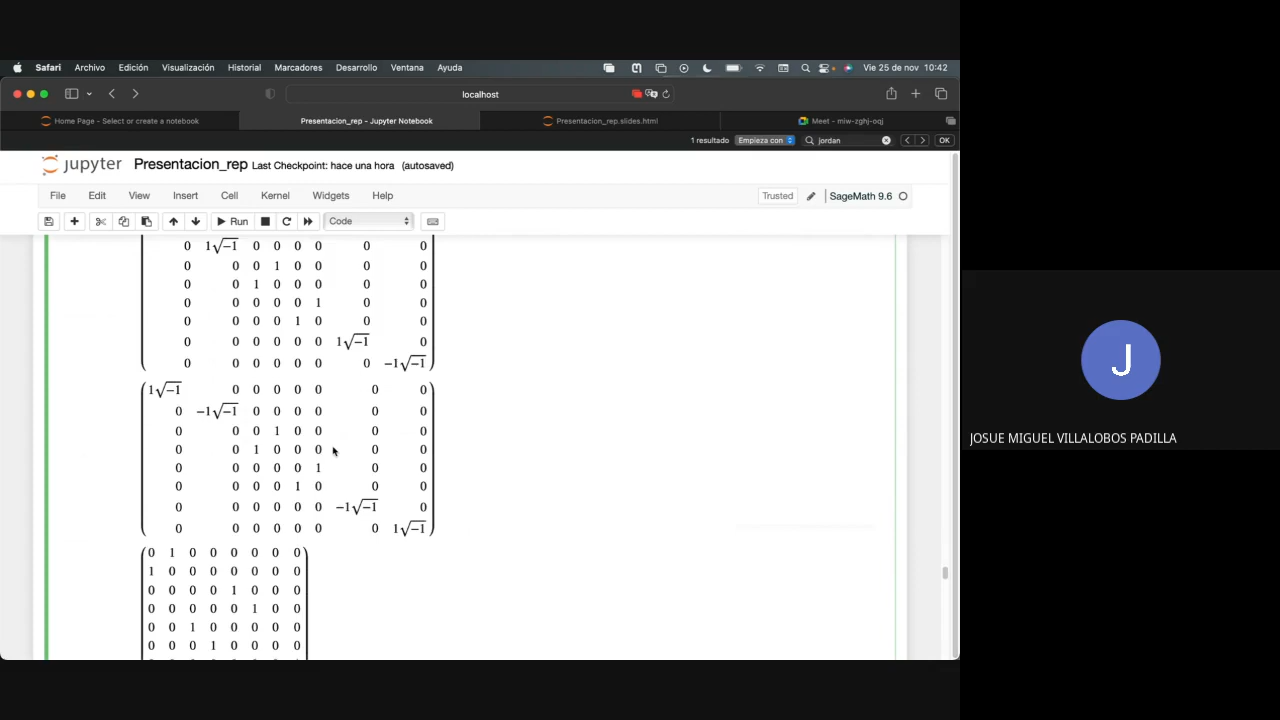 Safari Archivo Edición Visualización Historial Marcadores Desarrollo Ventana Ayuda Vie 25 de nov 10:42
localhost
Home Page - Select or create a notebook Presentacion_rep - Jupyter Notebook Presentacion_rep.slides.html Meet - miw-zghj-oqj
1 resultado Empieza con jordan OK
jupyter Presentacion_rep Last Checkpoint: hace una hora (autosaved)
File Edit View Insert Cell Kernel Widgets Help Trusted SageMath 9.6
Run Code
0 1√−1 0 0 0 0 0 0
0 0 0 1 0 0 0 0
0 0 1 0 0 0 0 0
0 0 0 0 0 1 0 0
0 0 0 0 1 0 0 0
0 0 0 0 0 0 1√−1 0
0 0 0 0 0 0 0 −1√−1
1√−1 0 0 0 0 0 0 0
0 −1√−1 0 0 0 0 0 0
0 0 0 1 0 0 0 0
0 0 1 0 0 0 0 0
0 0 0 0 0 1 0 0
0 0 0 0 1 0 0 0
0 0 0 0 0 0 −1√−1 0
0 0 0 0 0 0 0 1√−1
0 1 0 0 0 0 0 0
1 0 0 0 0 0 0 0
0 0 0 0 1 0 0 0
0 0 0 0 0 1 0 0
0 0 1 0 0 0 0 0
0 0 0 1 0 0 0 0
J
JOSUE MIGUEL VILLALOBOS PADILLA